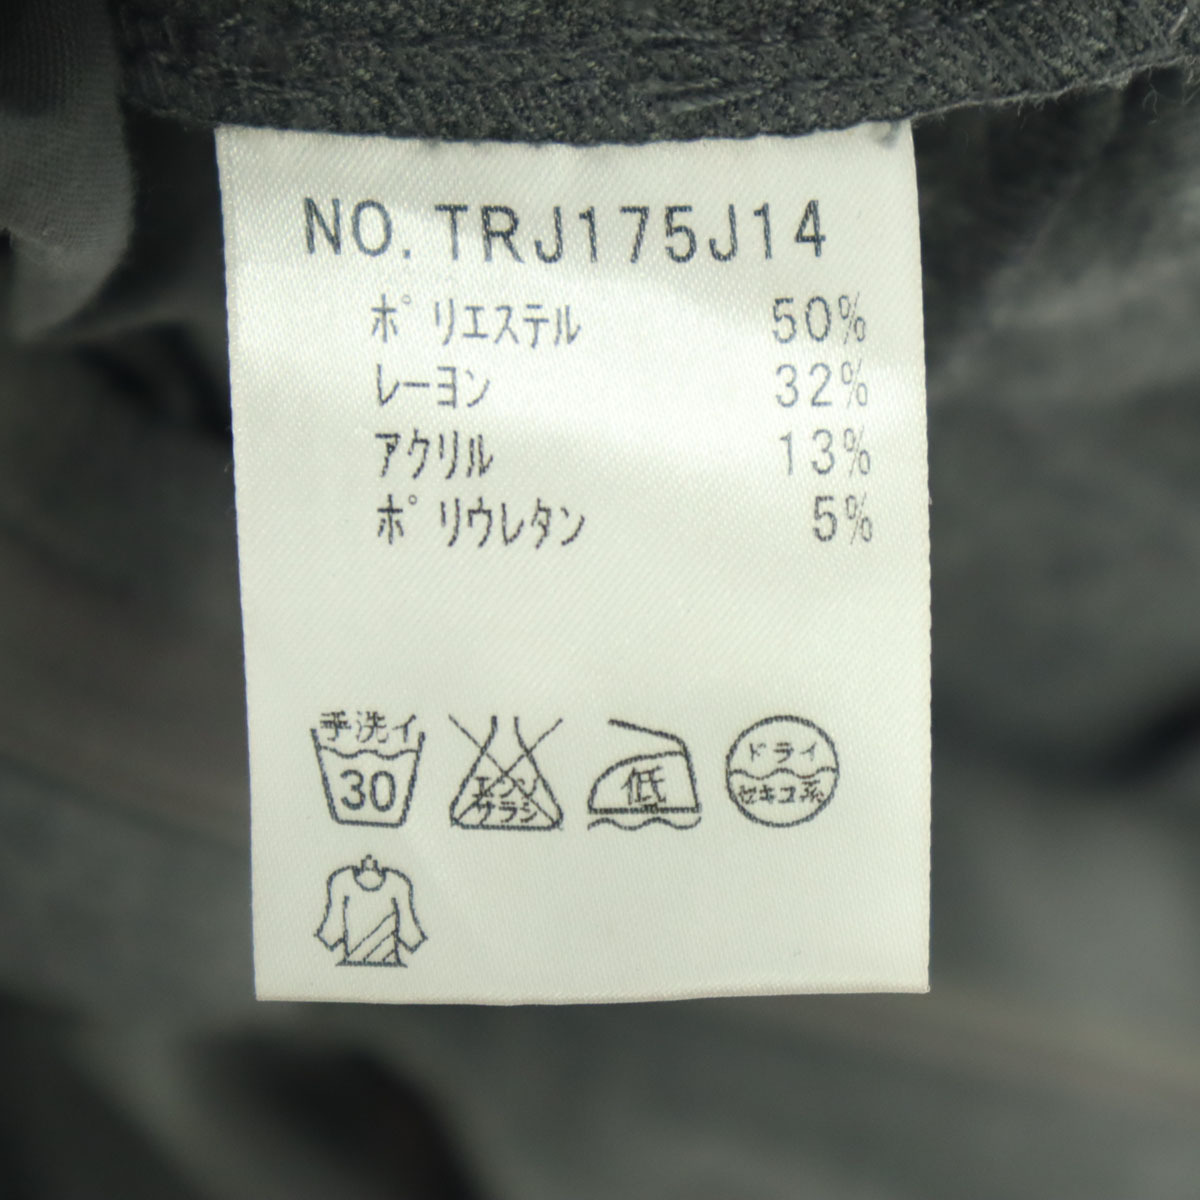 NO. TRJ175J14
ポリエステル 50%
レーヨン 32%
アクリル 13%
ポリウレタン 5%
手洗イ 30
エンソサラシ
低
ドライ セキユ系